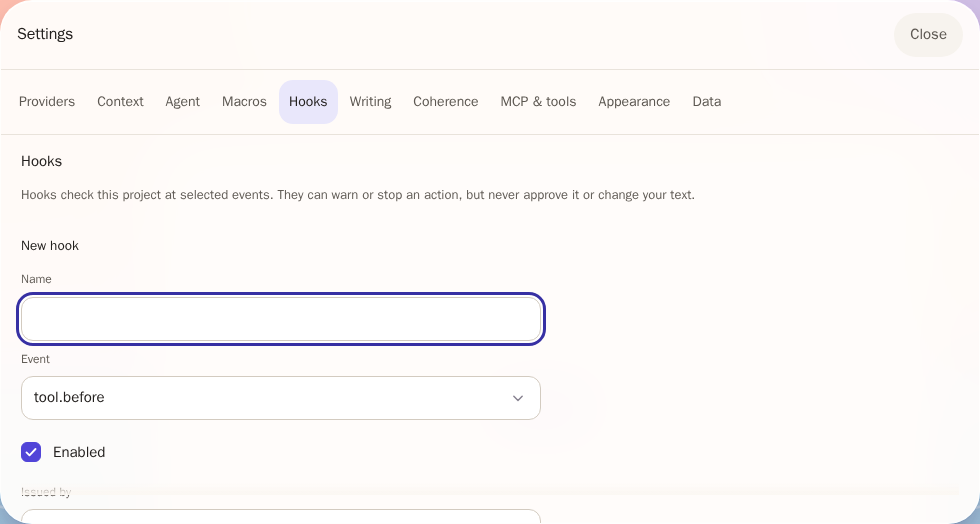 Settings
Close
Providers Context Agent Macros Hooks Writing Coherence MCP & tools Appearance Data
Hooks
Hooks check this project at selected events. They can warn or stop an action, but never approve it or change your text.
New hook
Name
Event
tool.before
Enabled
Issued by